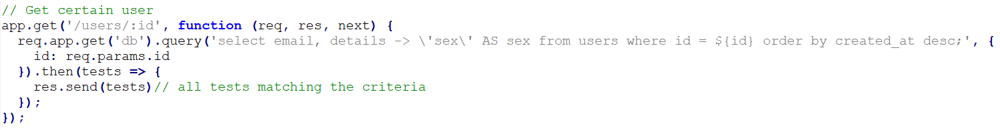 // Get certain user
app.get('/users/:id', function (req, res, next) {
  req.app.get('db').query('select email, details -> \'sex\' AS sex from users where id = ${id} order by created_at desc;', {
    id: req.params.id
  }).then(tests => {
    res.send(tests)// all tests matching the criteria
  });
});